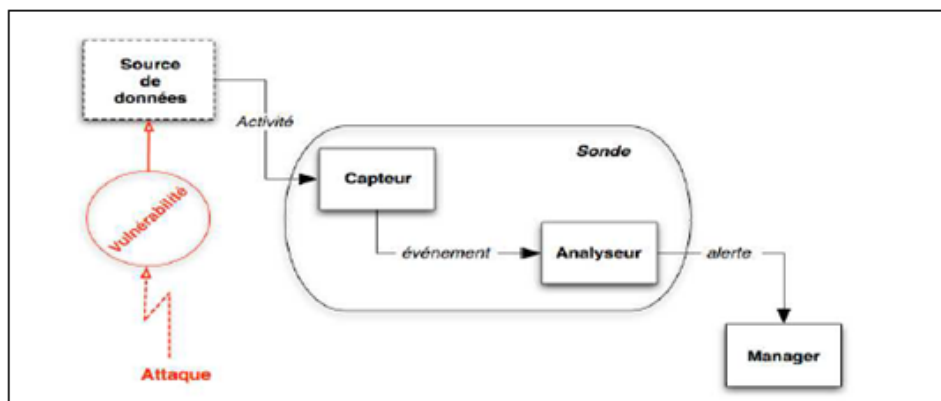 Source
de
données
Activité
Sonde
Capteur
Vulnérabilité
événement
Analyseur
alerte
Manager
Attaque